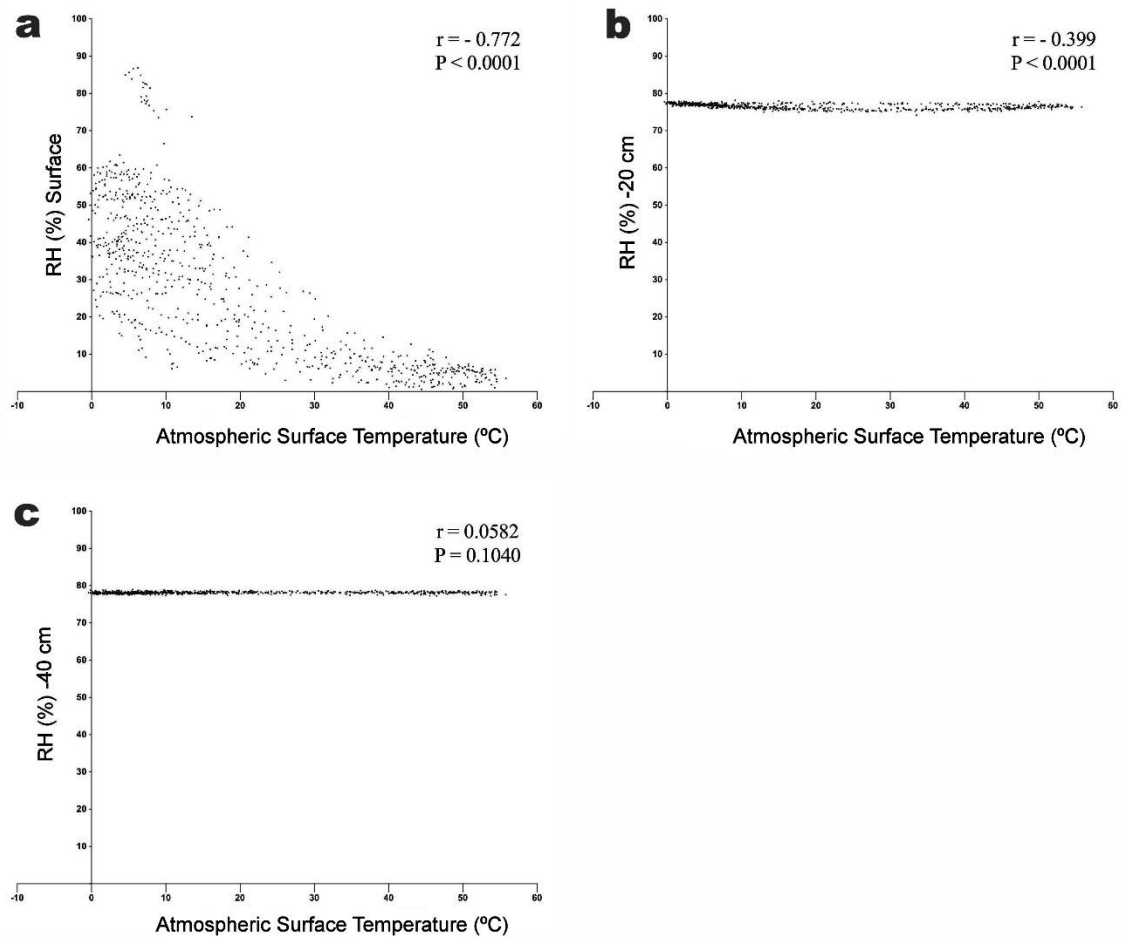 a
r = - 0.772
P < 0.0001
100
90
80
70
60
50
40
30
20
10
RH (%) Surface
-10 0 10 20 30 40 50 60
Atmospheric Surface Temperature (ºC)
b
r = - 0.399
P < 0.0001
100
90
80
70
60
50
40
30
20
10
RH (%) -20 cm
-10 0 10 20 30 40 50 60
Atmospheric Surface Temperature (ºC)
c
r = 0.0582
P = 0.1040
100
90
80
70
60
50
40
30
20
10
RH (%) -40 cm
-10 0 10 20 30 40 50 60
Atmospheric Surface Temperature (ºC)